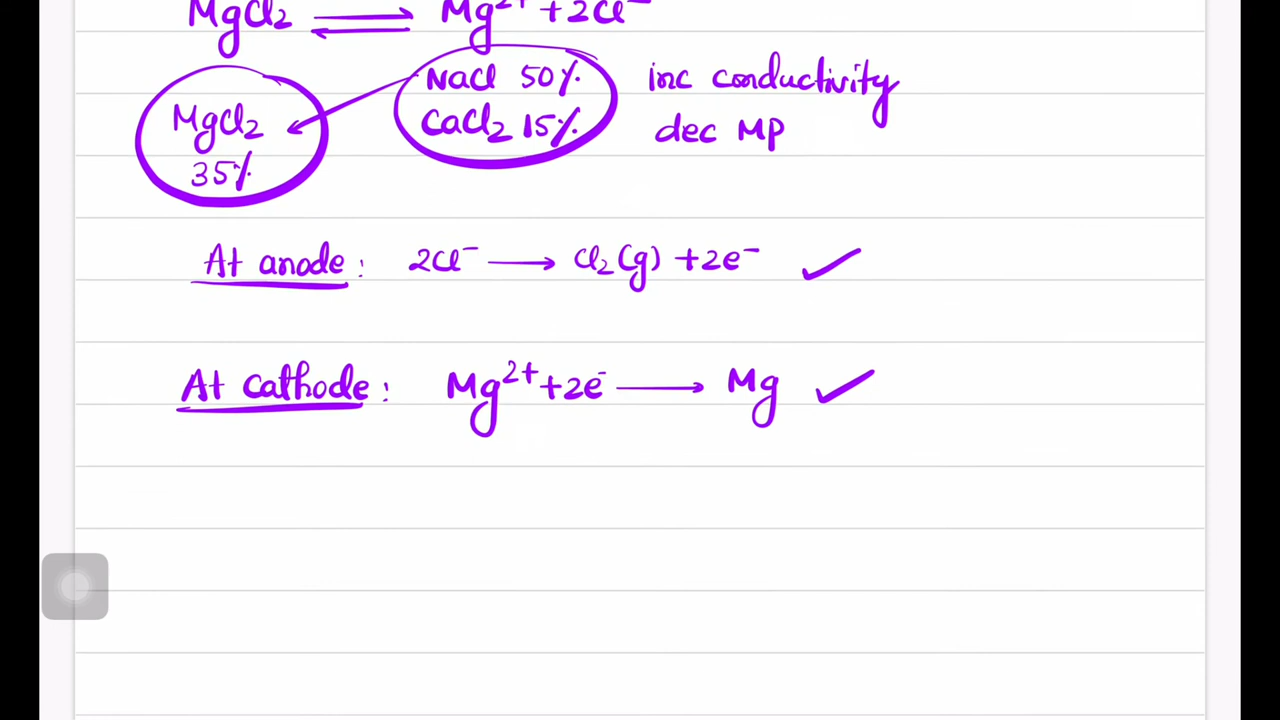 MgCl₂ ⇌ Mg²⁺ + 2Cl⁻
NaCl 50% inc conductivity
MgCl₂ CaCl₂ 15% dec MP
35%
At anode: 2Cl⁻ ⟶ Cl₂(g) + 2e⁻ ✓
At Cathode: Mg²⁺ + 2e⁻ ⟶ Mg ✓